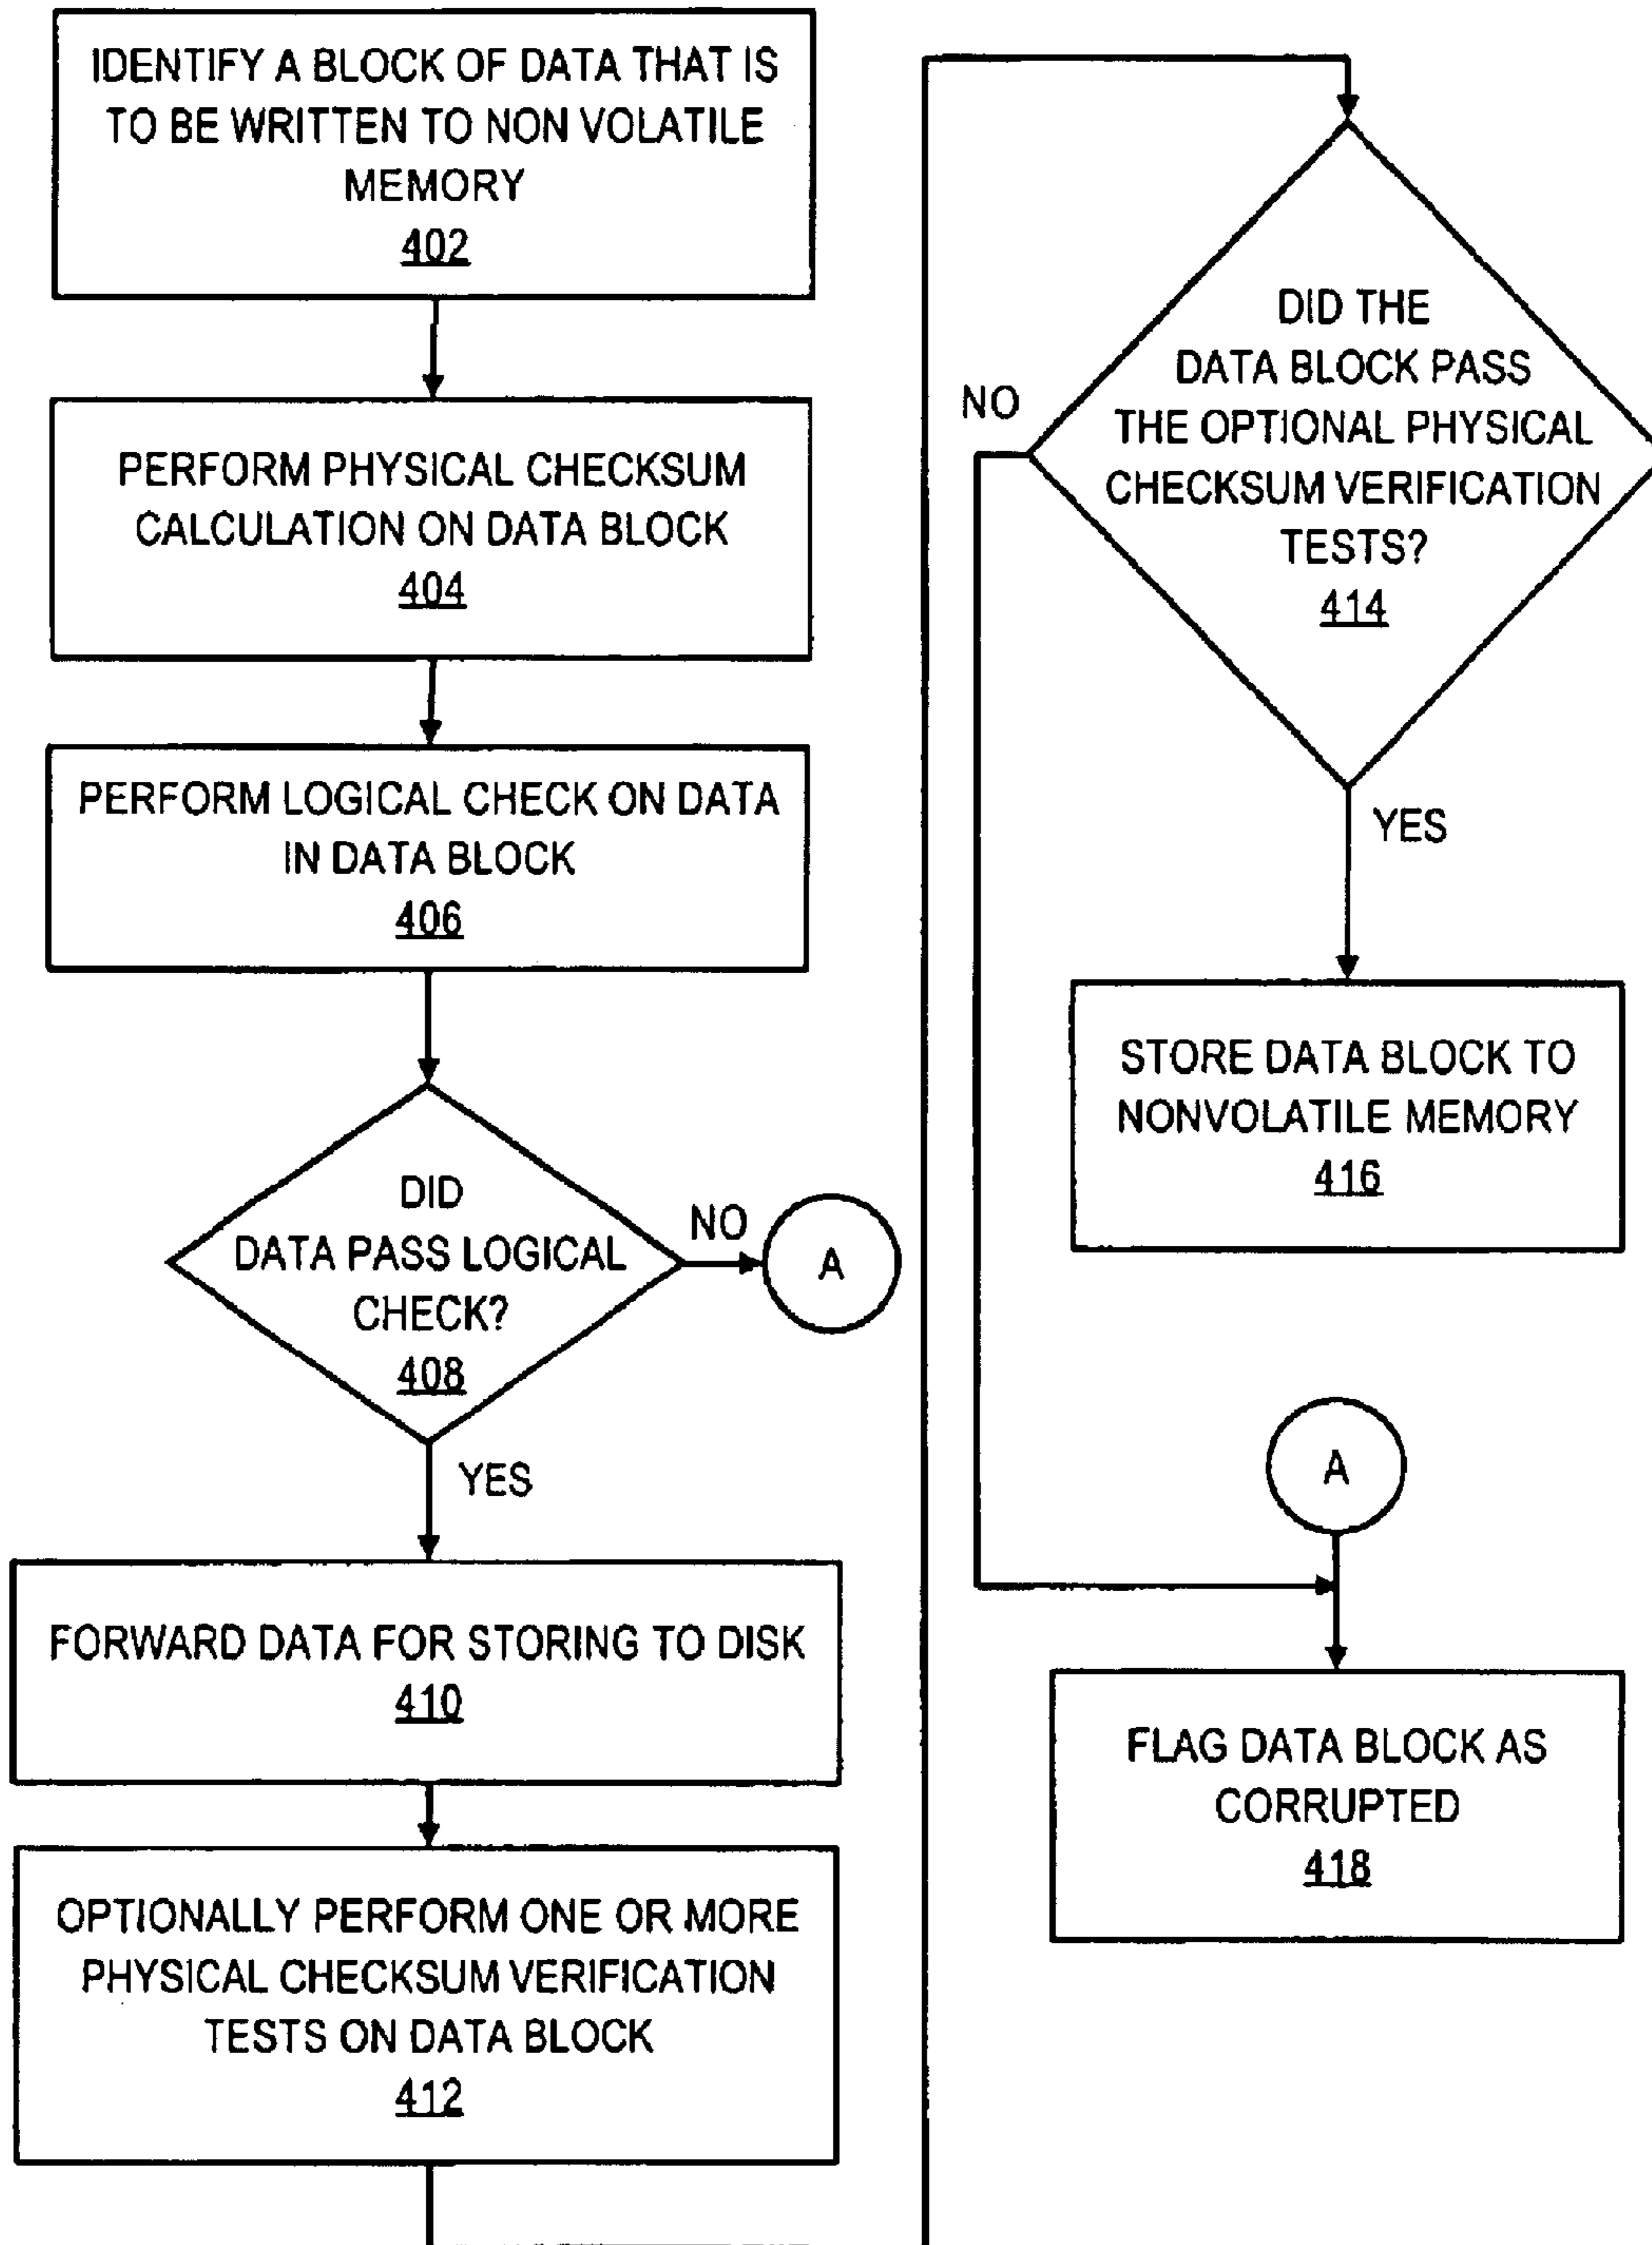 IDENTIFY A BLOCK OF DATA THAT IS
TO BE WRITTEN TO NON VOLATILE
MEMORY
402
PERFORM PHYSICAL CHECKSUM
CALCULATION ON DATA BLOCK
404
PERFORM LOGICAL CHECK ON DATA
IN DATA BLOCK
406
DID
DATA PASS LOGICAL
CHECK?
408
NO
A
YES
FORWARD DATA FOR STORING TO DISK
410
OPTIONALLY PERFORM ONE OR MORE
PHYSICAL CHECKSUM VERIFICATION
TESTS ON DATA BLOCK
412
DID THE
DATA BLOCK PASS
THE OPTIONAL PHYSICAL
CHECKSUM VERIFICATION
TESTS?
414
NO
YES
STORE DATA BLOCK TO
NONVOLATILE MEMORY
416
A
FLAG DATA BLOCK AS
CORRUPTED
418